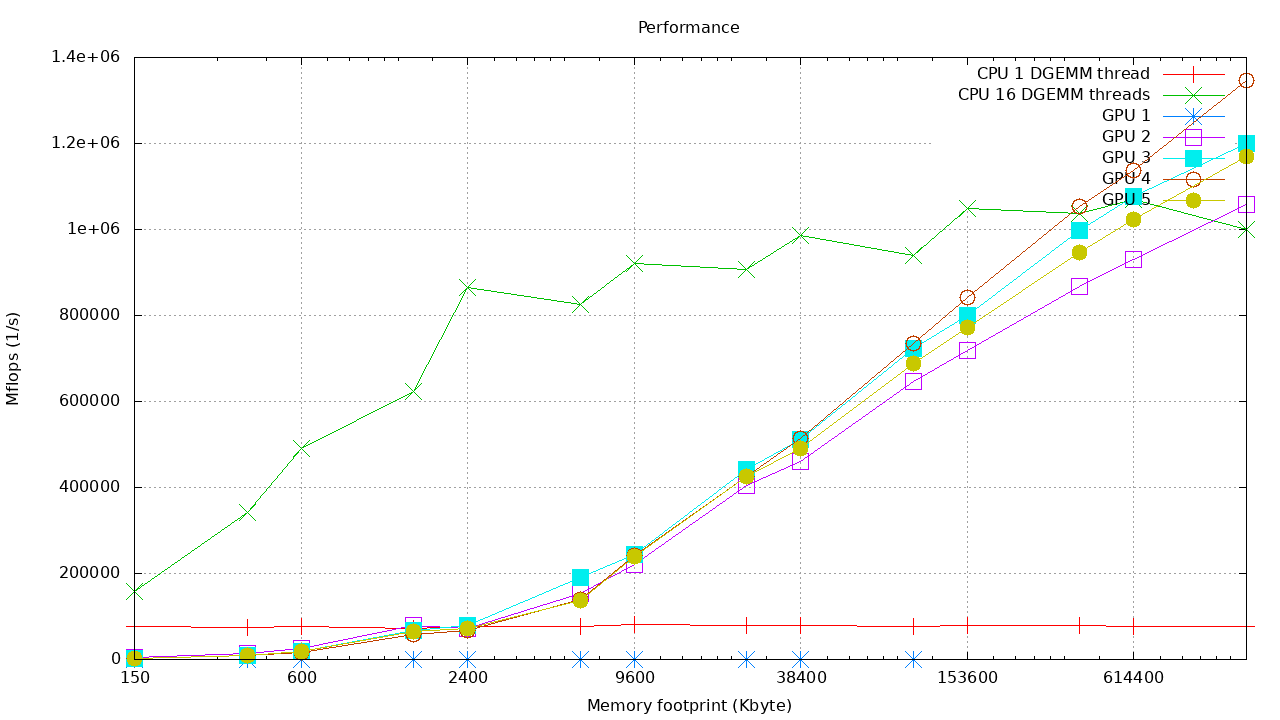 Performance
1.4e+06
1.2e+06
1e+06
800000
600000
400000
200000
0
Mflops (1/s)
CPU 1 DGEMM thread
CPU 16 DGEMM threads
GPU 1
GPU 2
GPU 3
GPU 4
GPU 5
150 600 2400 9600 38400 153600 614400
Memory footprint (Kbyte)